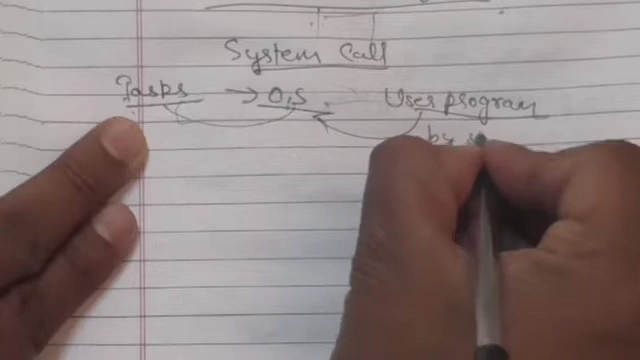 System Call
Tasks → O.S. User program
by s